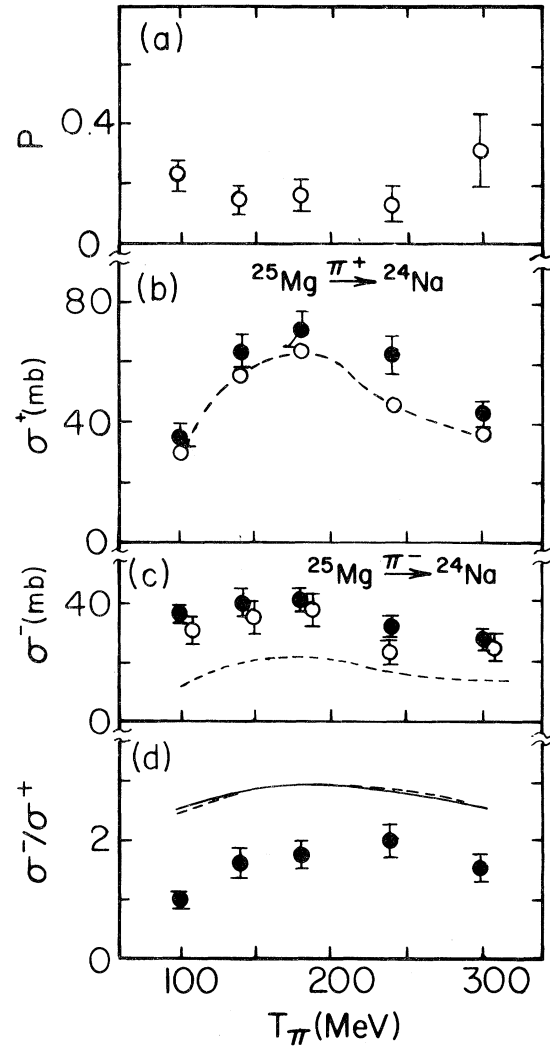 (a)
P
0.4
0
(b)
²⁵Mg π⁺→ ²⁴Na
σ⁺(mb)
80
40
0
(c)
²⁵Mg π⁻→ ²⁴Na
σ⁻(mb)
40
0
(d)
σ⁻/σ⁺
2
0
100 200 300
Tπ(MeV)